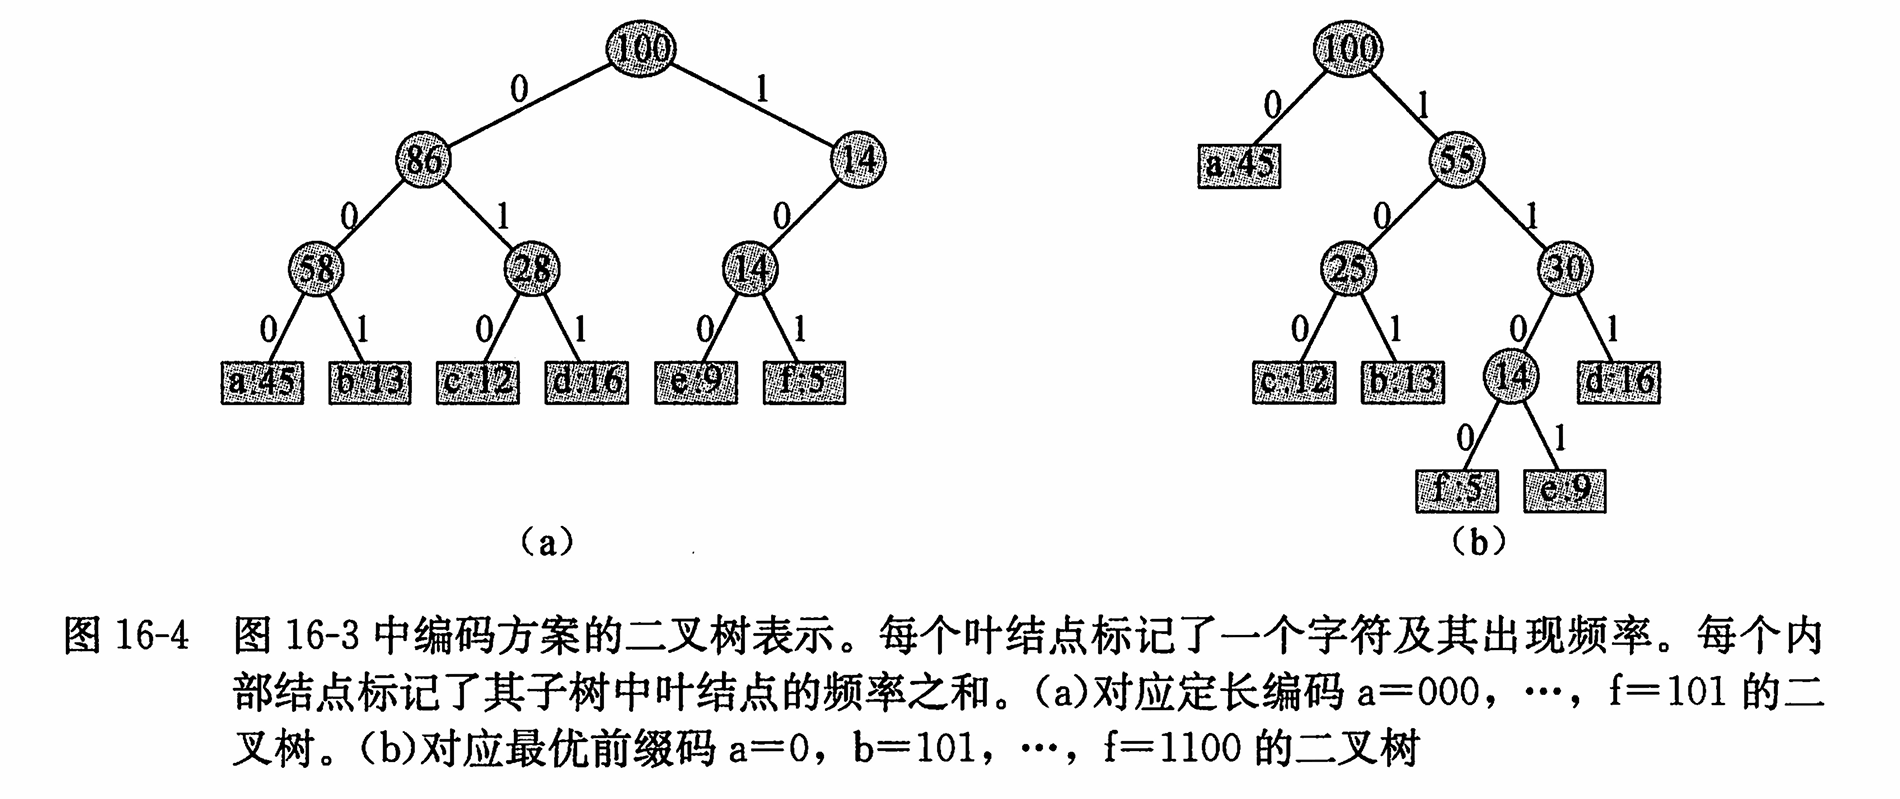 100
100
0
1
0
1
86
14
a:45
55
0
1
0
0
1
58
28
14
25
30
0
1
0
1
0
1
0
1
0
1
a:45
b:13
c:12
d:16
e:9
f:5
c:12
b:13
14
d:16
0
1
f:5
e:9
(a)
(b)
图 16-4 图 16-3 中编码方案的二叉树表示。每个叶结点标记了一个字符及其出现频率。每个内
部结点标记了其子树中叶结点的频率之和。(a)对应定长编码 a=000，…，f=101 的二
叉树。(b)对应最优前缀码 a=0，b=101，…，f=1100 的二叉树